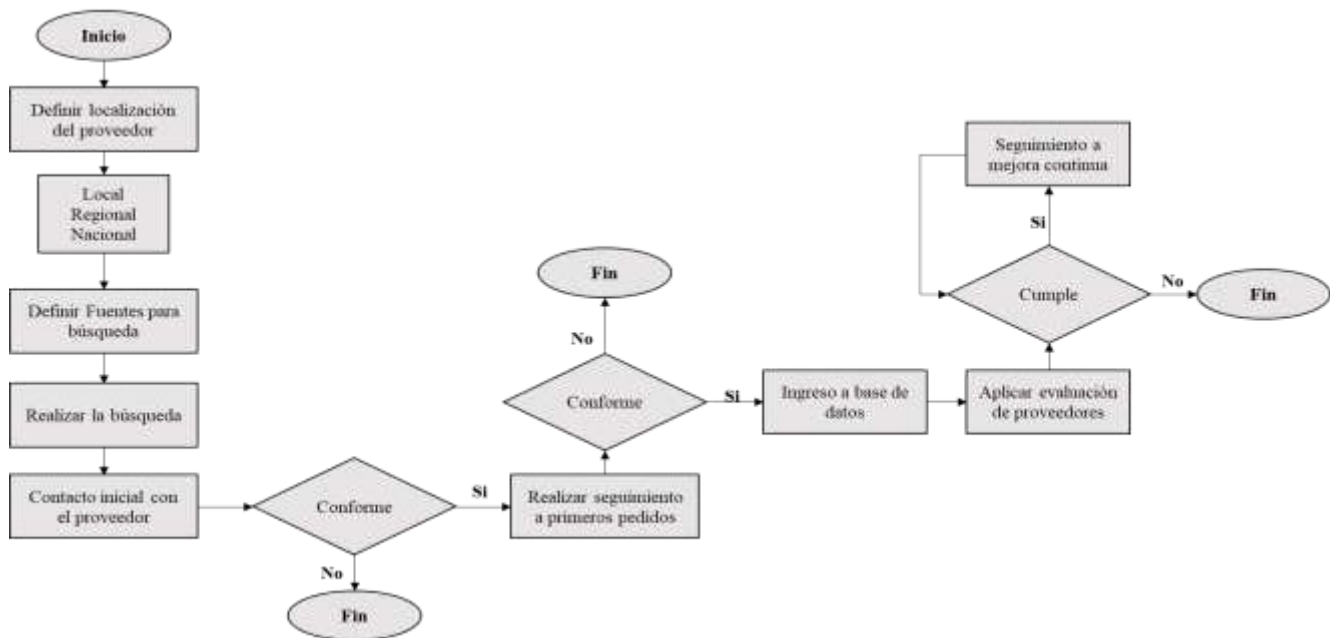 Inicio
Definir localización
del proveedor
Local
Regional
Nacional
Definir Fuentes para
búsqueda
Realizar la búsqueda
Contacto inicial con
el proveedor
Conforme
No
Fin
Si
Realizar seguimiento
a primeros pedidos
Conforme
No
Fin
Si
Ingreso a base de
datos
Aplicar evaluación
de proveedores
Cumple
Si
Seguimiento a
mejora continua
No
Fin